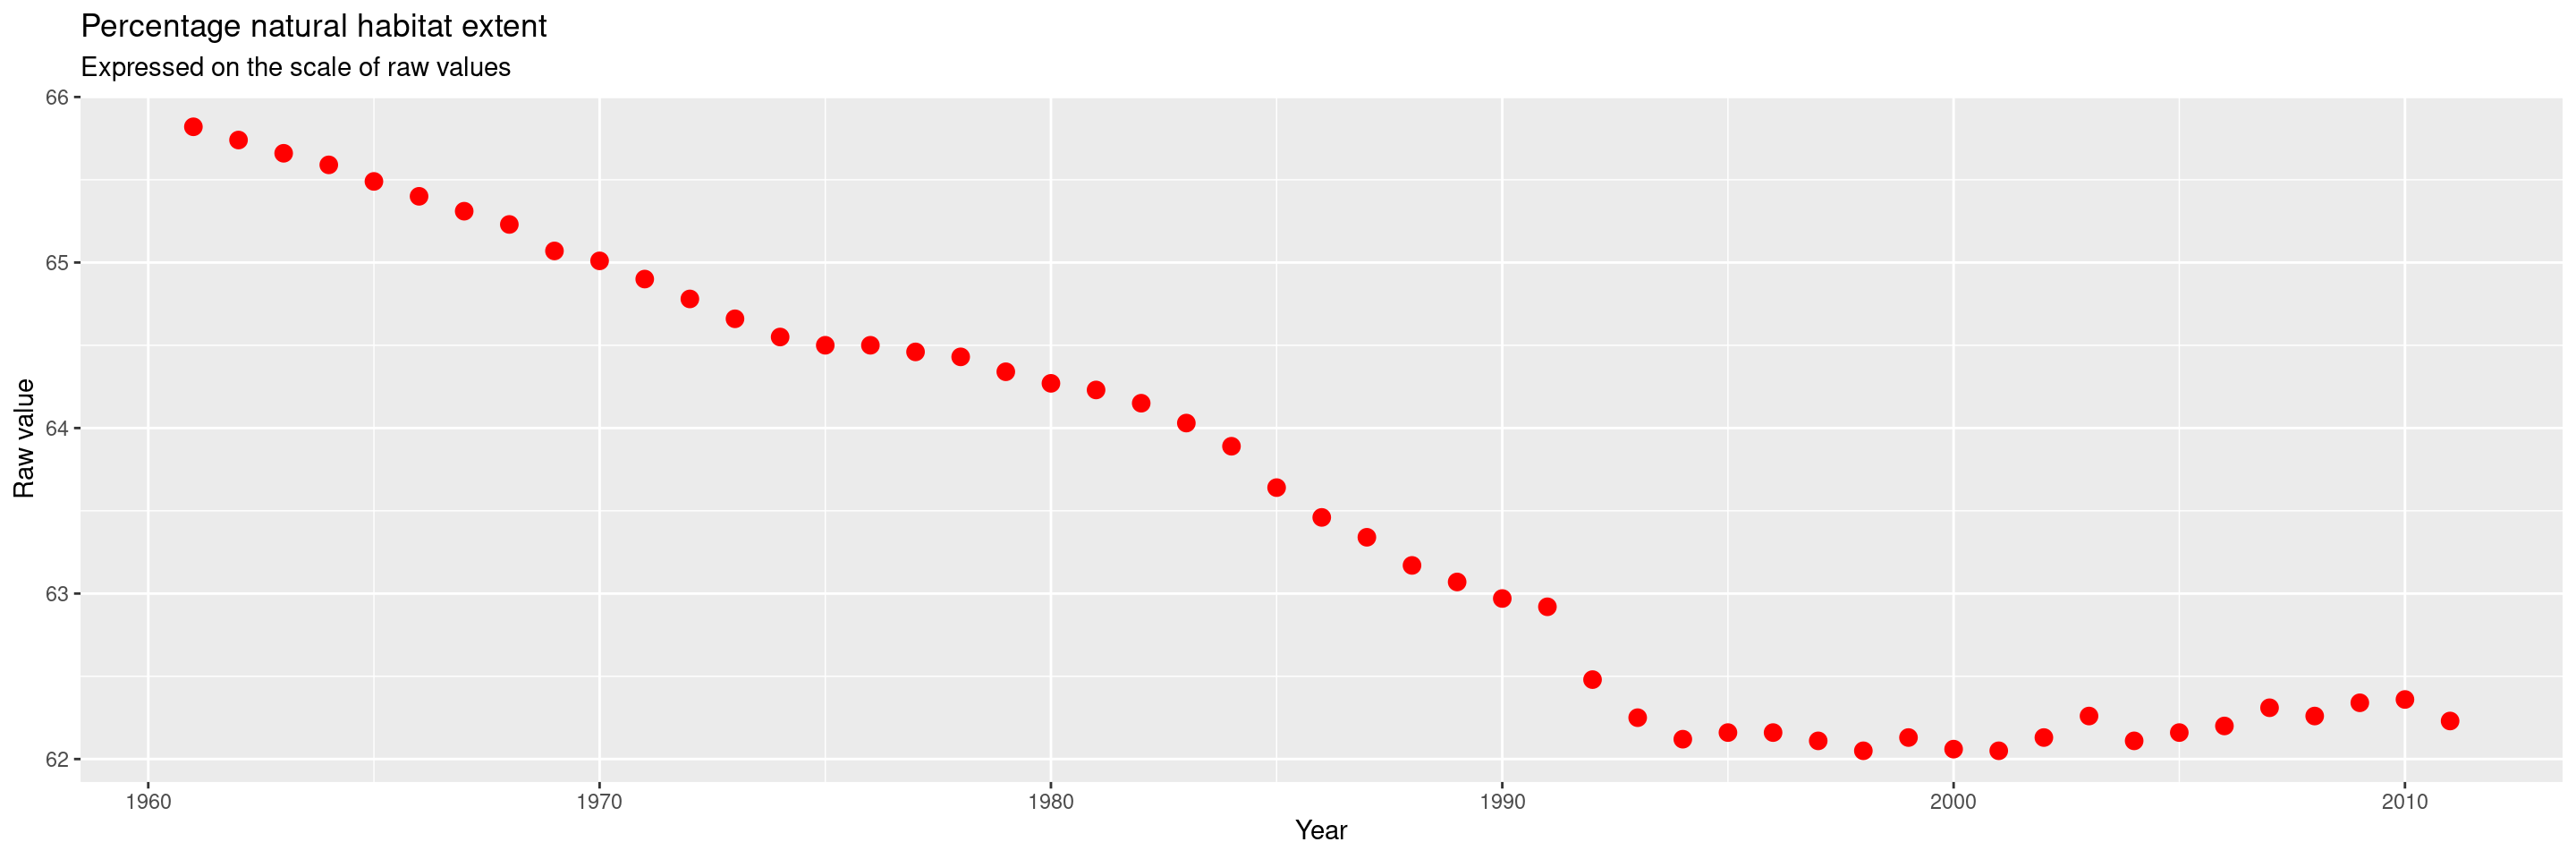 Percentage natural habitat extent
Expressed on the scale of raw values
66
65
64
63
62
Raw value
1960 1970 1980 1990 2000 2010
Year